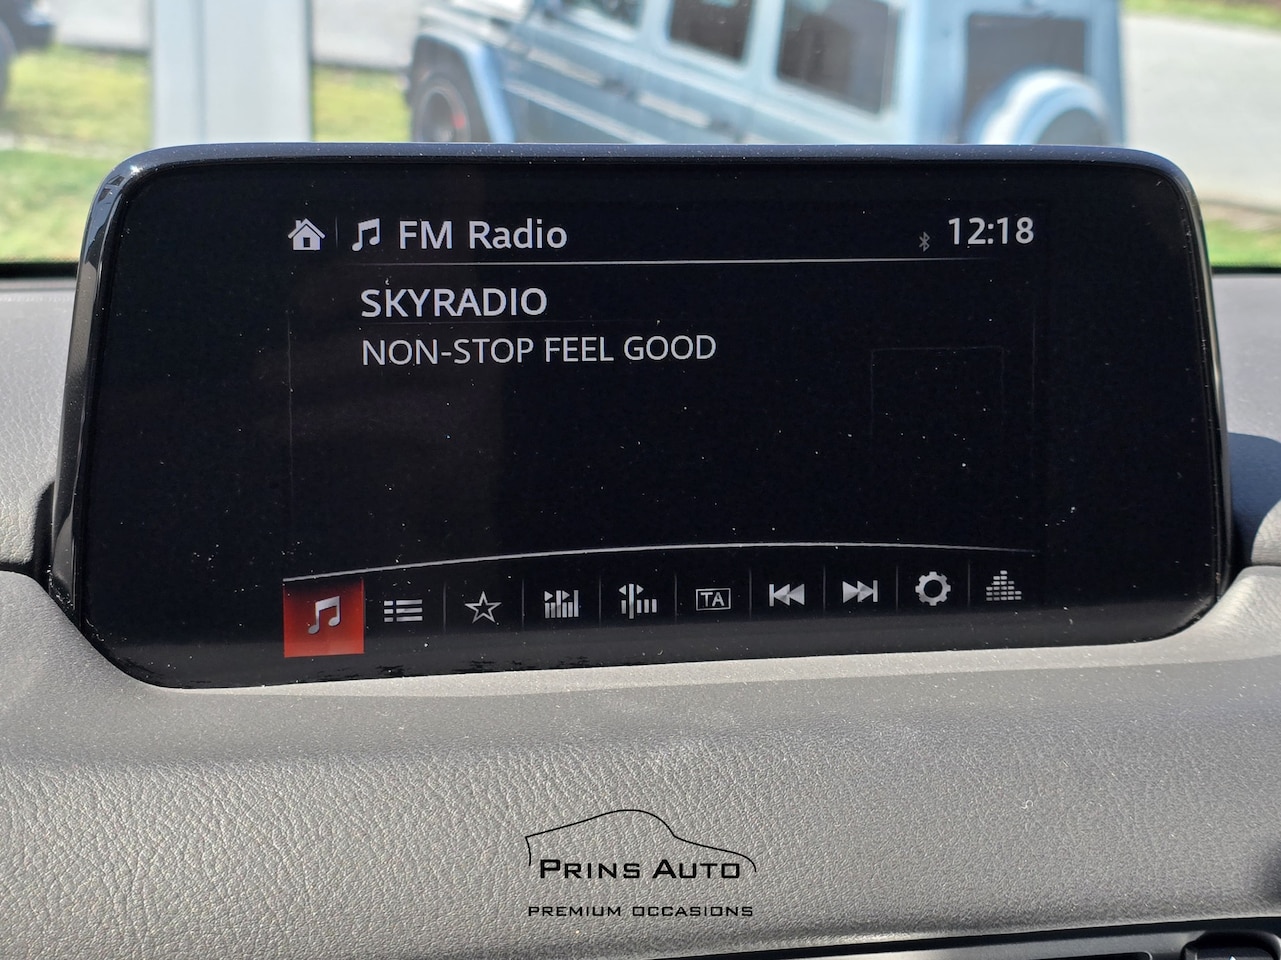 FM Radio 12:18
SKYRADIO
NON-STOP FEEL GOOD
TA
PRINS AUTO
PREMIUM OCCASIONS